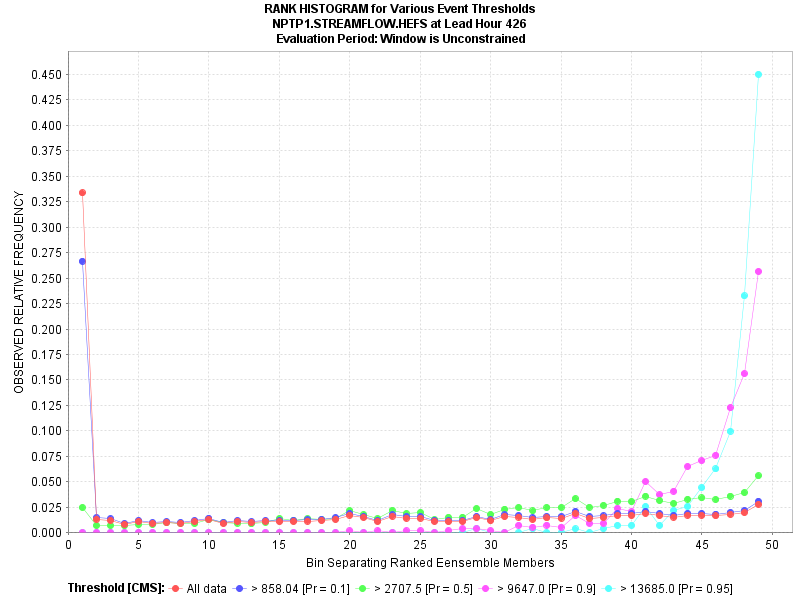 RANK HISTOGRAM for Various Event Thresholds
NPTP1.STREAMFLOW.HEFS at Lead Hour 426
Evaluation Period: Window is Unconstrained
OBSERVED RELATIVE FREQUENCY
0.450
0.425
0.400
0.375
0.350
0.325
0.300
0.275
0.250
0.225
0.200
0.175
0.150
0.125
0.100
0.075
0.050
0.025
0.000
0 5 10 15 20 25 30 35 40 45 50
Bin Separating Ranked Eensemble Members
Threshold [CMS]: All data > 858.04 [Pr = 0.1] > 2707.5 [Pr = 0.5] > 9647.0 [Pr = 0.9] > 13685.0 [Pr = 0.95]